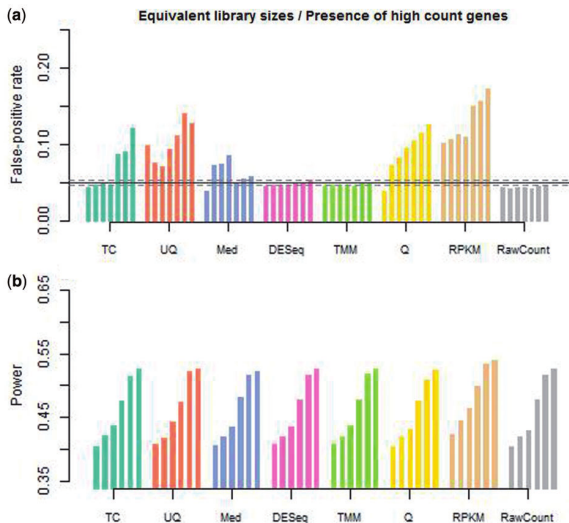 (a)
Equivalent library sizes / Presence of high count genes
False-positive rate
0.20
0.10
0.00
TC UQ Med DESeq TMM Q RPKM RawCount
(b)
Power
0.65
0.55
0.45
0.35
TC UQ Med DESeq TMM Q RPKM RawCount